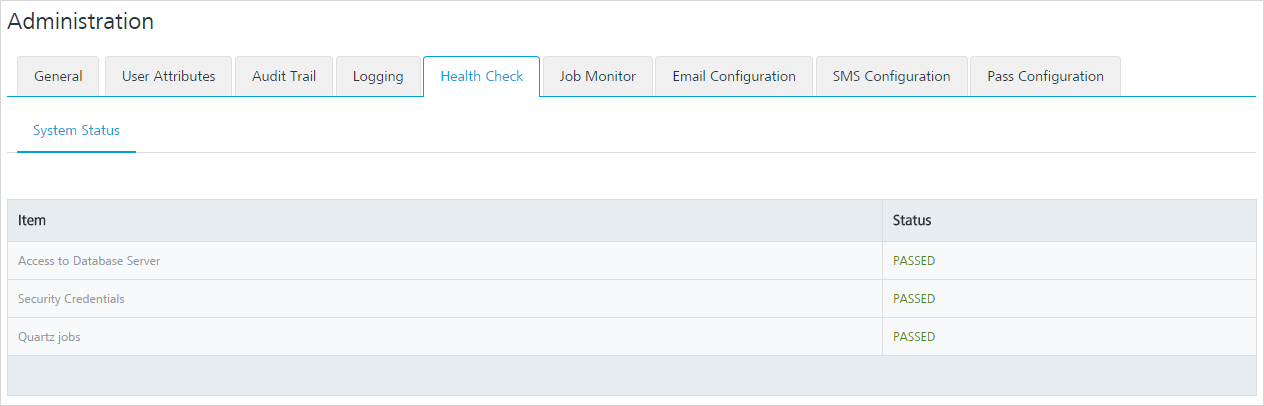 Administration
General User Attributes Audit Trail Logging Health Check Job Monitor Email Configuration SMS Configuration Pass Configuration
System Status
Item Status
Access to Database Server PASSED
Security Credentials PASSED
Quartz jobs PASSED